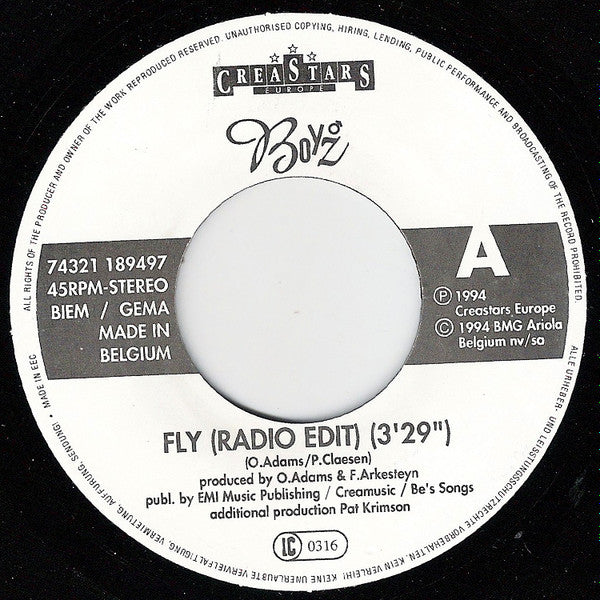 ALL RIGHTS OF THE PRODUCER AND OWNER OF THE WORK REPRODUCED RESERVED. UNAUTHORISED COPYING, HIRING, LENDING, PUBLIC PERFORMANCE AND BROADCASTING OF THE RECORD PROHIBITED.
CREASTARS
EUROPE
Boyz
74321 189497
45RPM-STEREO
BIEM / GEMA
MADE IN
BELGIUM
A
Ⓟ 1994
Creastars Europe
© 1994 BMG Ariola
Belgium nv/sa
FLY (RADIO EDIT) (3'29")
(O.Adams/P.Claesen)
produced by O.Adams & F.Arkesteyn
publ. by EMI Music Publishing / Creamusic / Be's Songs
additional production Pat Krimson
LC 0316
ALLE URHEBER- UND LEISTUNGSSCHUTZRECHTE VORBEHALTEN. KEIN VERLEIH! KEINE UNERLAUBTE VERVIELFALTIGUNG, VERMIETUNG, AUFFÜRUNG, SENDUNG! • MADE IN EEC